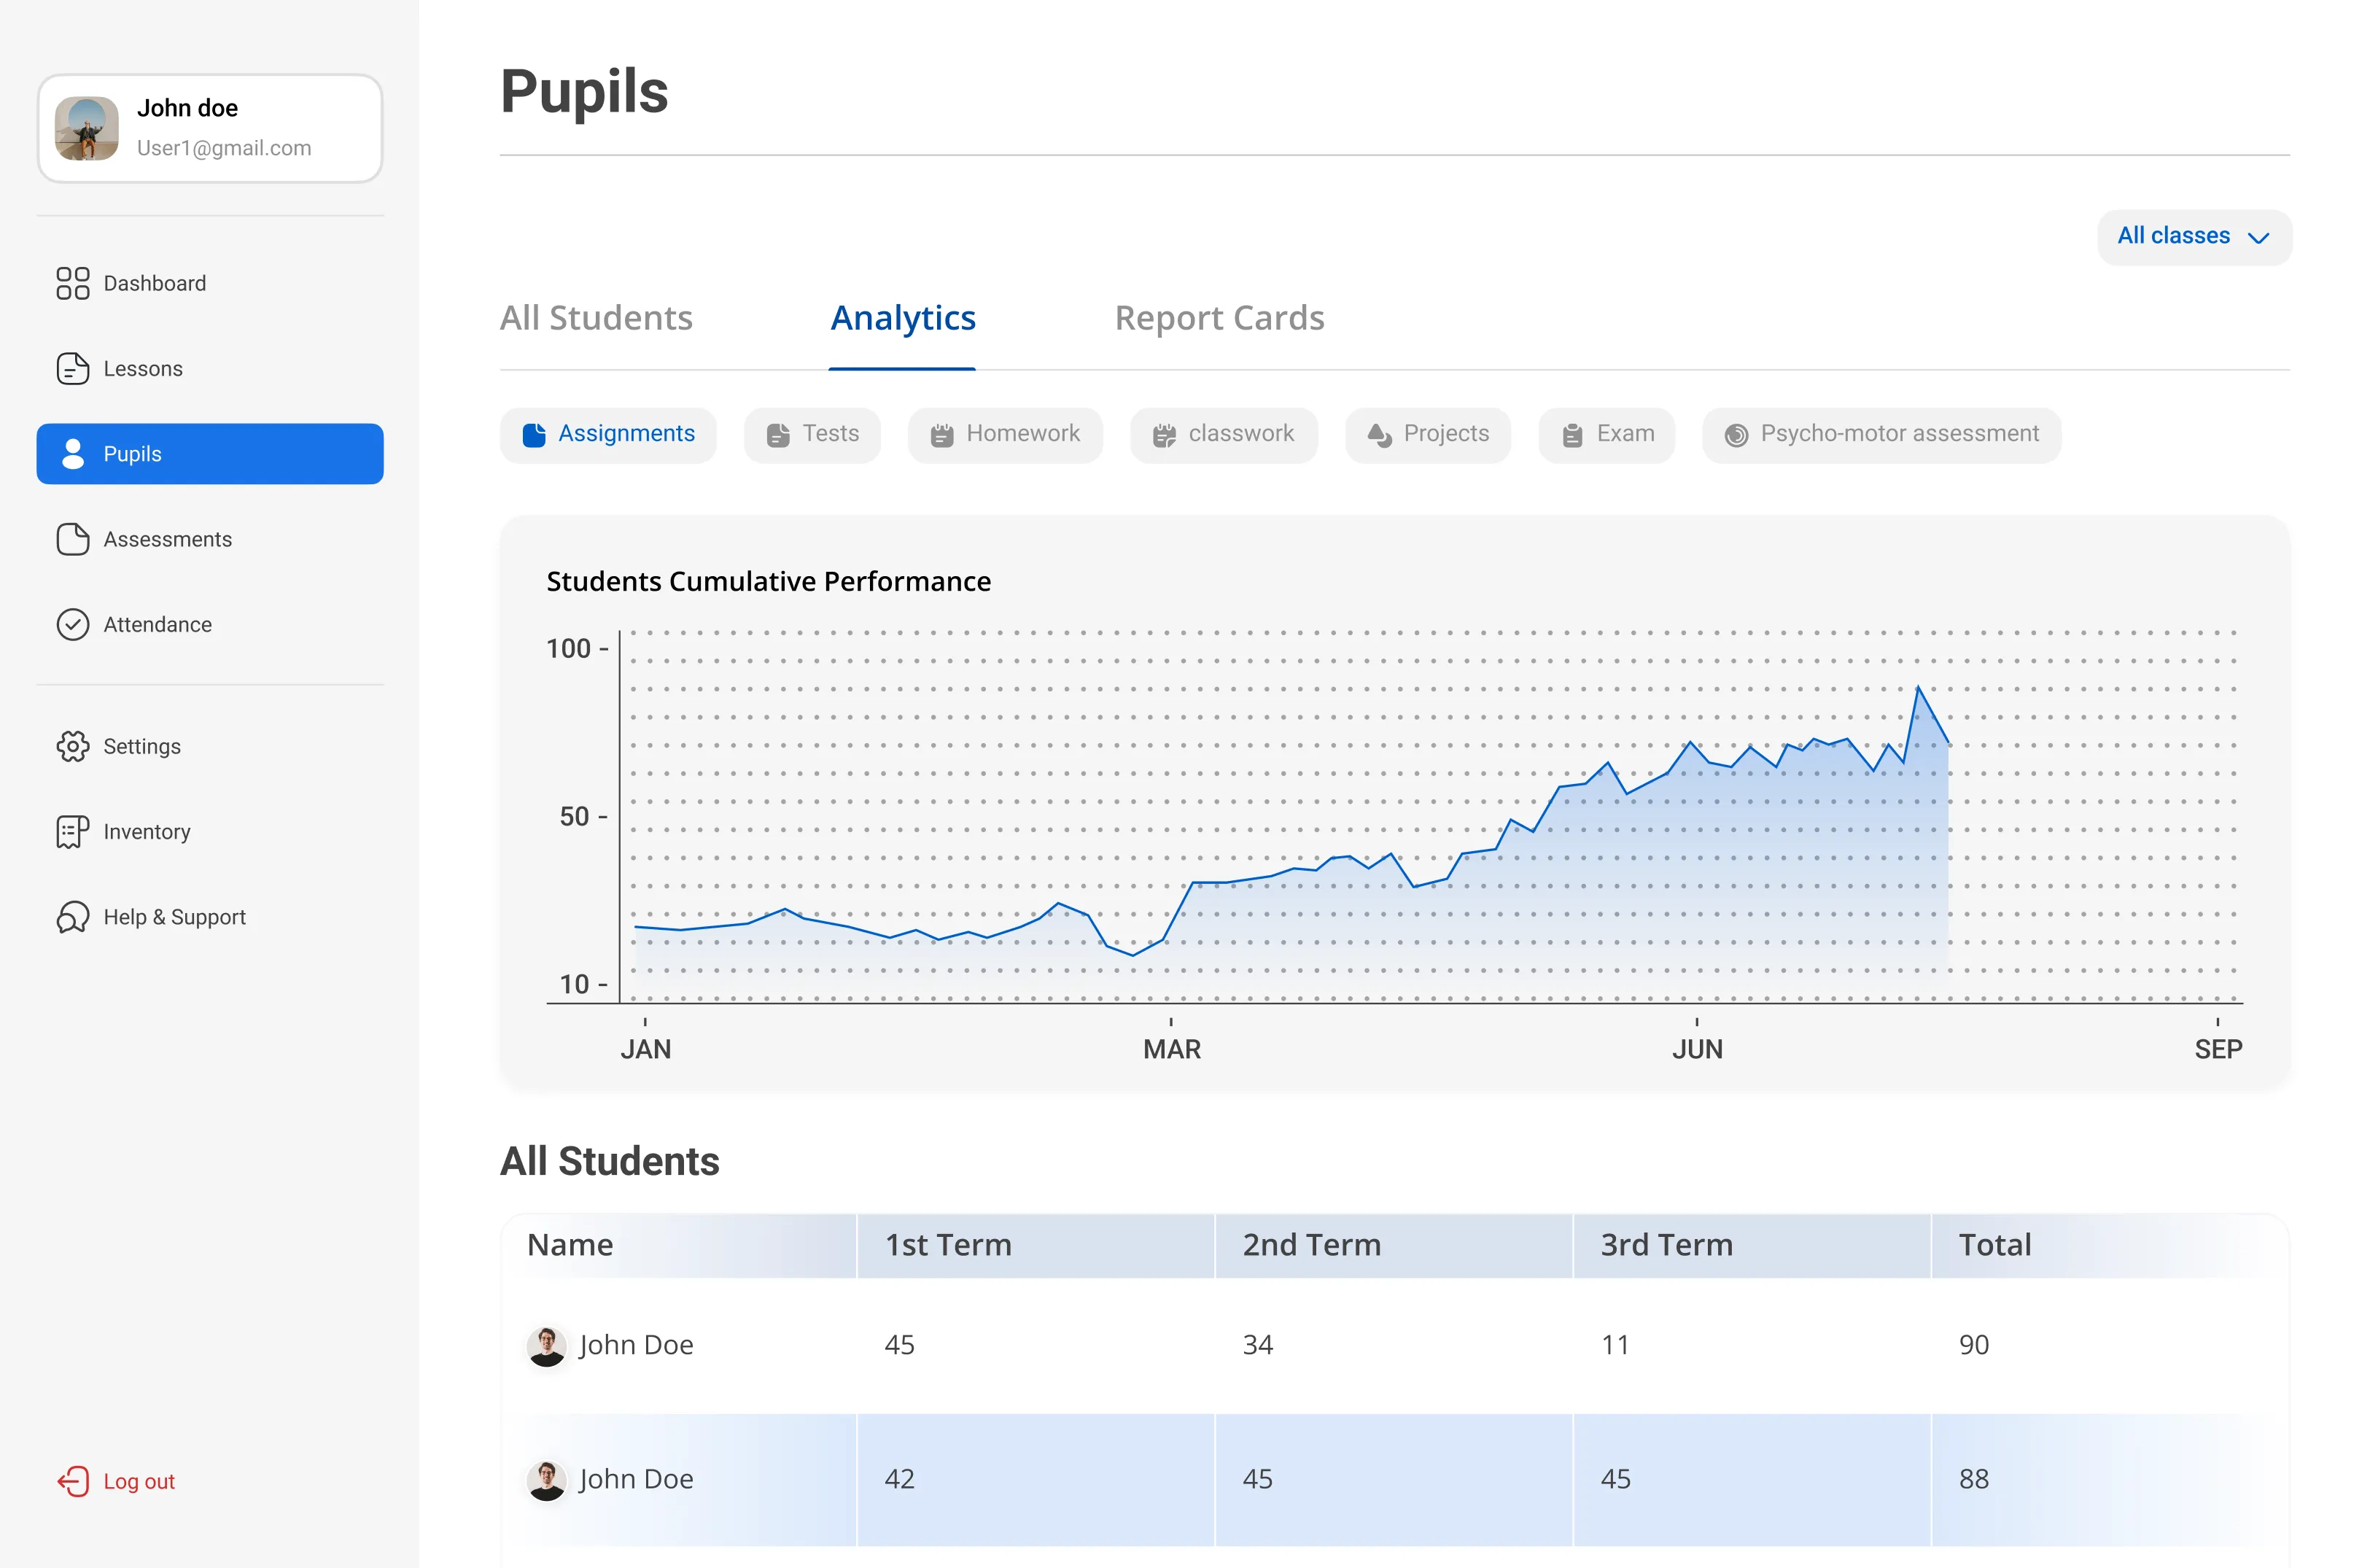 John doe
User1@gmail.com
Dashboard
Lessons
Pupils
Assessments
Attendance
Settings
Inventory
Help & Support
Log out
Pupils
All classes
All Students Analytics Report Cards
Assignments Tests Homework classwork Projects Exam Psycho-motor assessment
Students Cumulative Performance
100 -
50 -
10 -
JAN MAR JUN SEP
All Students
Name 1st Term 2nd Term 3rd Term Total
John Doe 45 34 11 90
John Doe 42 45 45 88